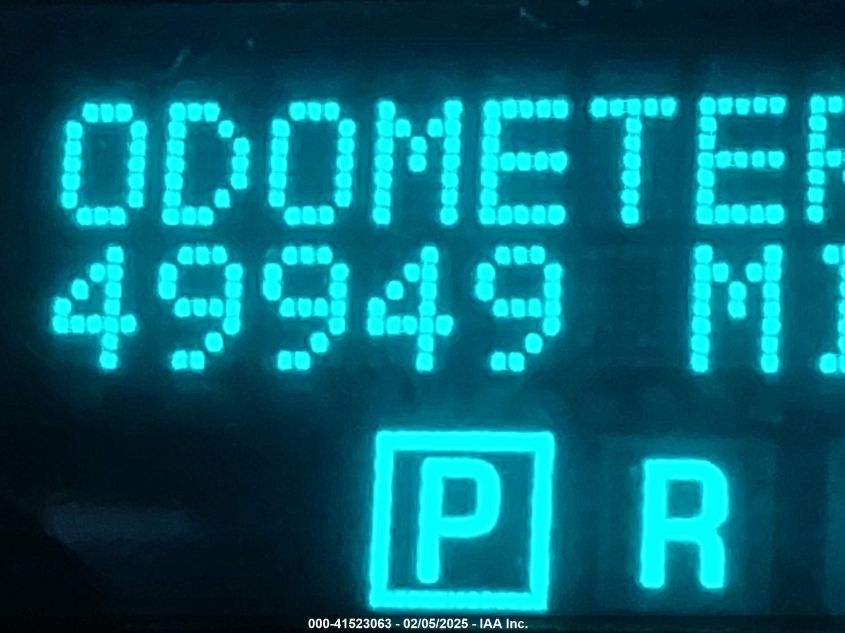 ODOMETER
49949 MI
P R
000-41523063 - 02/05/2025 - IAA Inc.